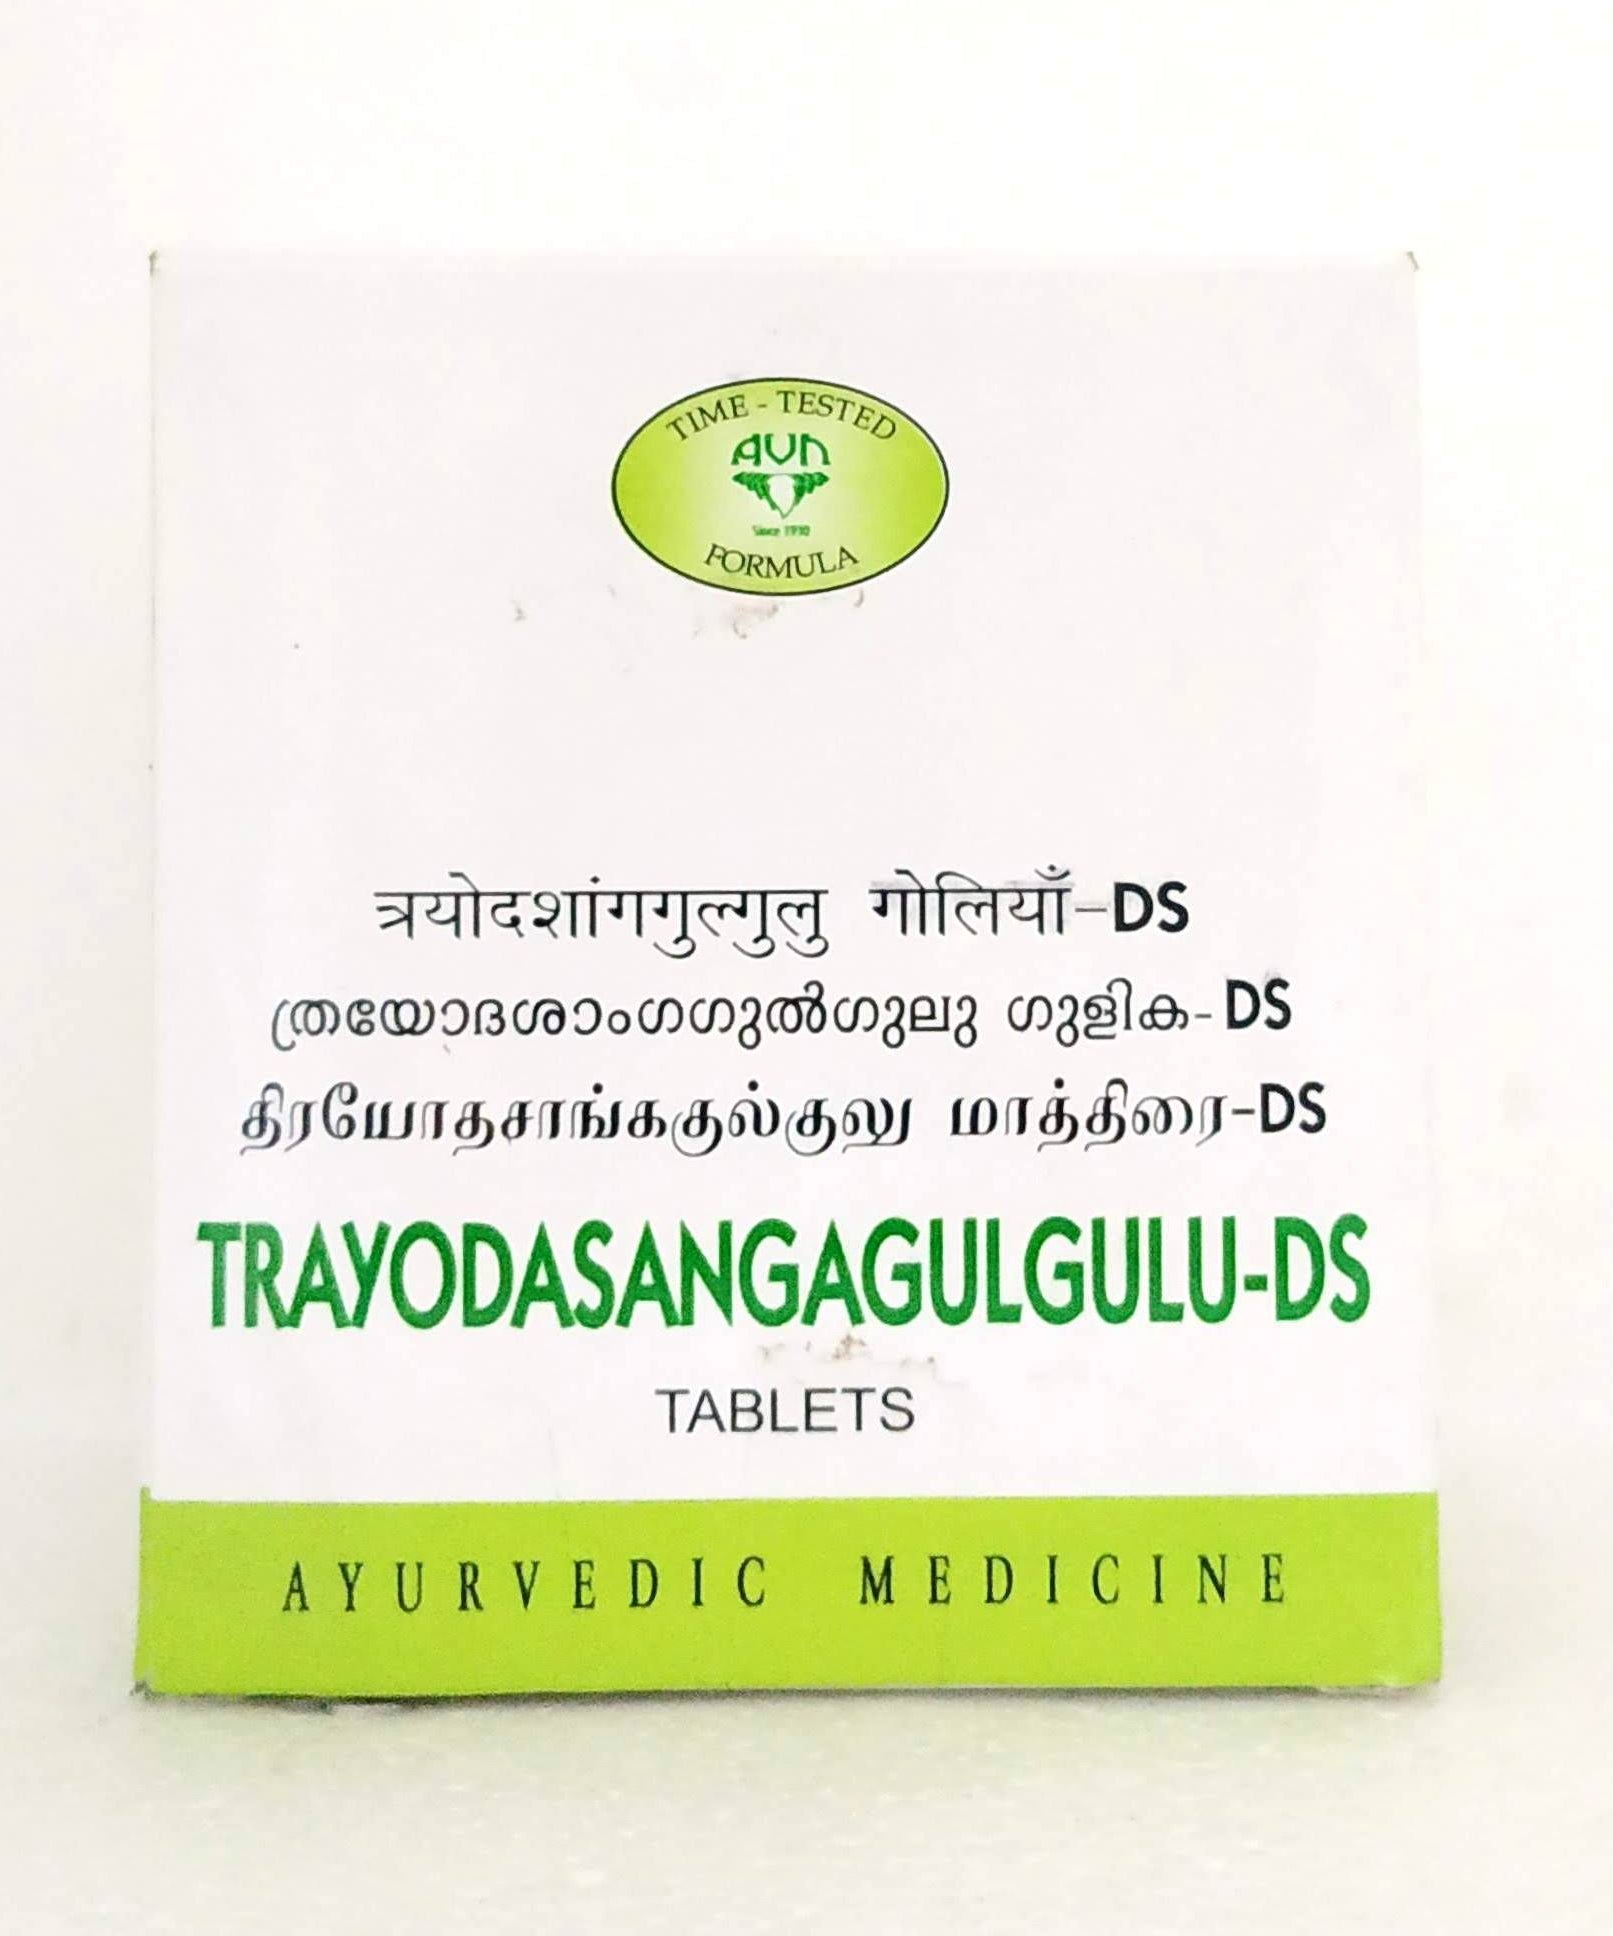 TIME - TESTED
AVN
Since 1930
FORMULA
त्रयोदशांगगुल्गुलु गोलियाँ-DS
ത്രയോദശാംഗഗുൽഗുലു ഗുളിക-DS
திரயோதசாங்ககுல்குலு மாத்திரை-DS
TRAYODASANGAGULGULU-DS
TABLETS
AYURVEDIC MEDICINE